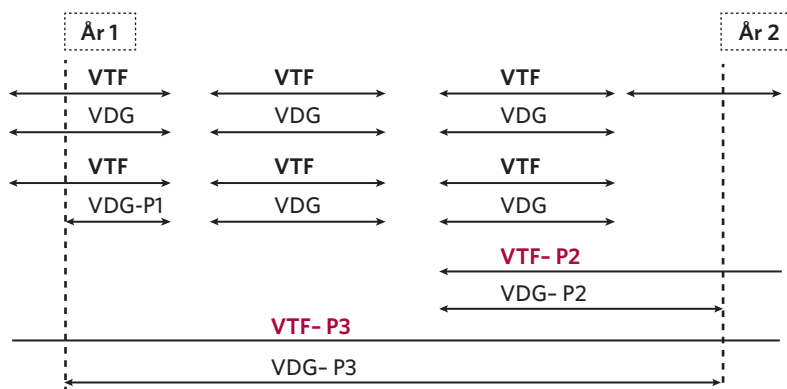 År 1 År 2
VTF VTF VTF
VDG VDG VDG
VTF VTF VTF
VDG-P1 VDG VDG
VTF– P2
VDG– P2
VTF– P3
VDG– P3